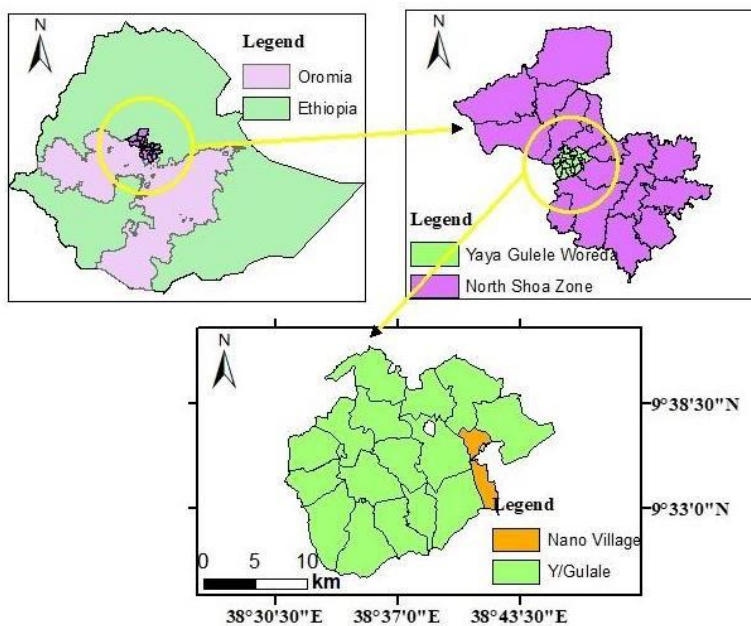 N
Legend
Oromia
Ethiopia
N
Legend
Yaya Gulele Woreda
North Shoa Zone
N
9°38'30"N
9°33'0"N
Legend
Nano Village
Y/Gulale
0 5 10
km
38°30'30"E 38°37'0"E 38°43'30"E